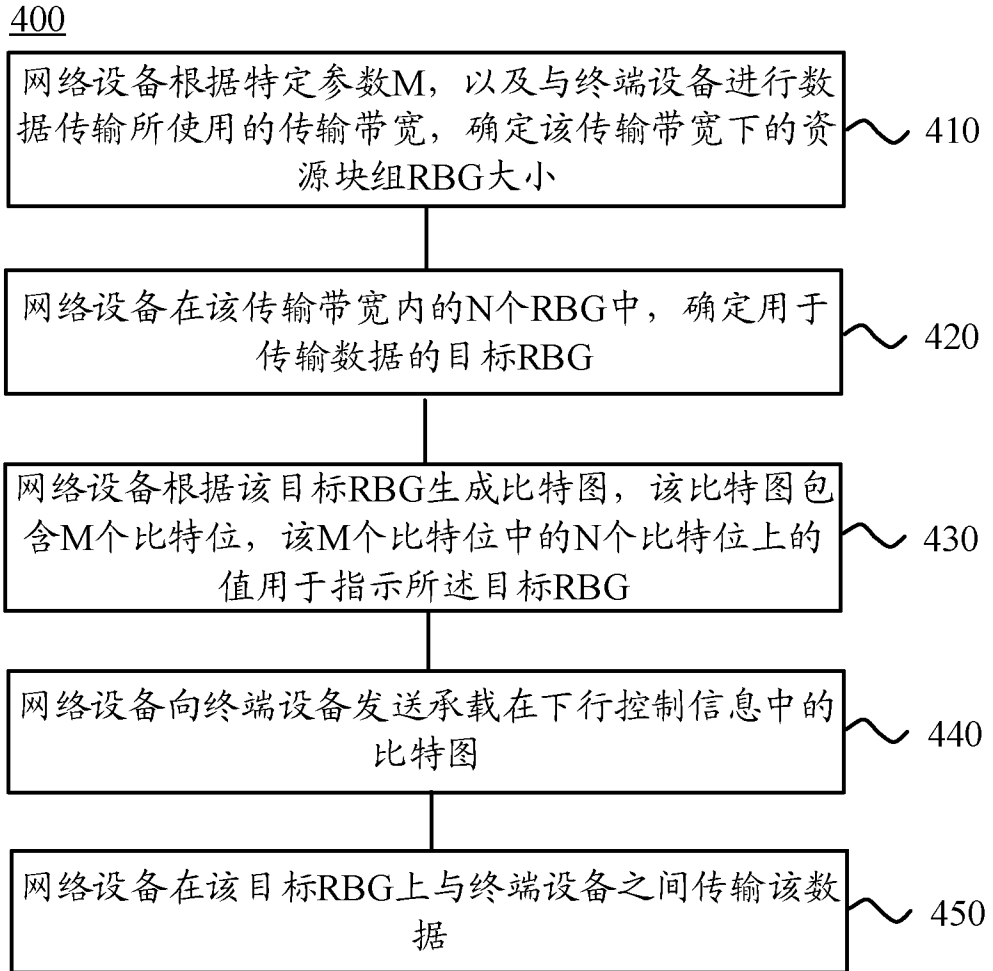 400
网络设备根据特定参数M，以及与终端设备进行数
据传输所使用的传输带宽，确定该传输带宽下的资
源块组RBG大小
410
网络设备在该传输带宽内的N个RBG中，确定用于
传输数据的目标RBG
420
网络设备根据该目标RBG生成比特图，该比特图包
含M个比特位，该M个比特位中的N个比特位上的
值用于指示所述目标RBG
430
网络设备向终端设备发送承载在下行控制信息中的
比特图
440
网络设备在该目标RBG上与终端设备之间传输该数
据
450